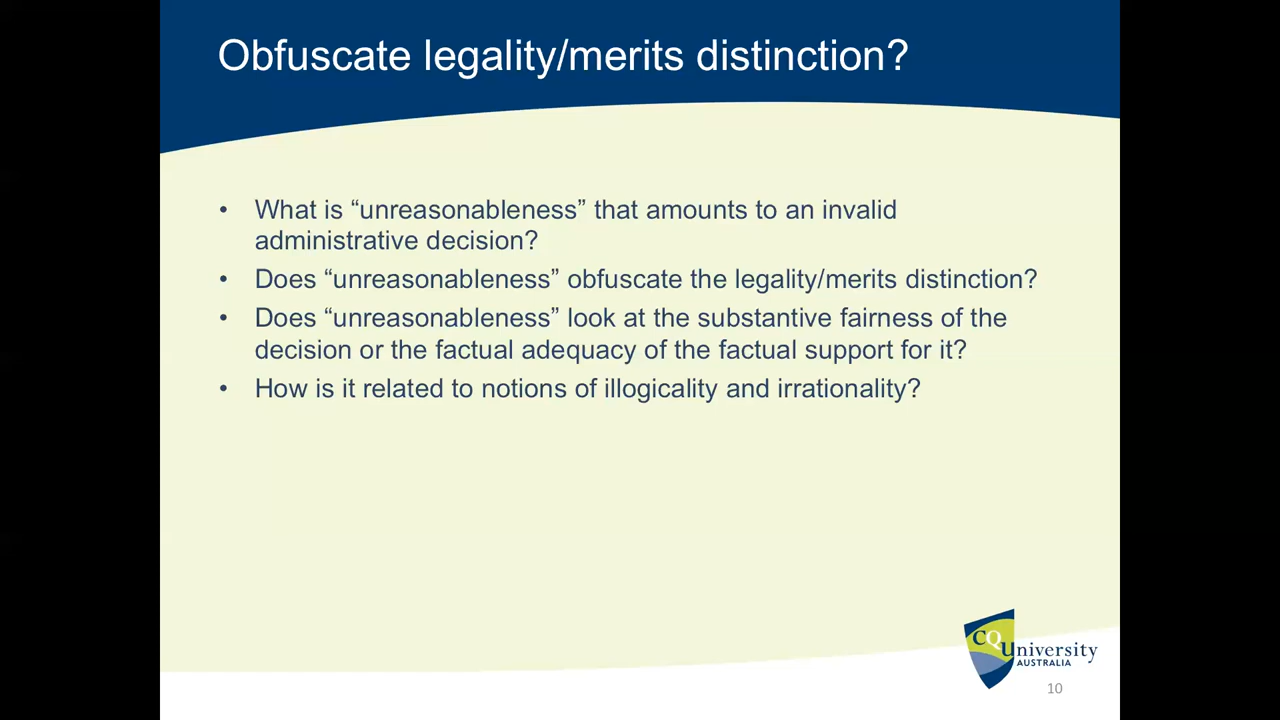 Obfuscate legality/merits distinction?
• What is “unreasonableness” that amounts to an invalid
administrative decision?
• Does “unreasonableness” obfuscate the legality/merits distinction?
• Does “unreasonableness” look at the substantive fairness of the
decision or the factual adequacy of the factual support for it?
• How is it related to notions of illogicality and irrationality?
CQUniversity
AUSTRALIA
10